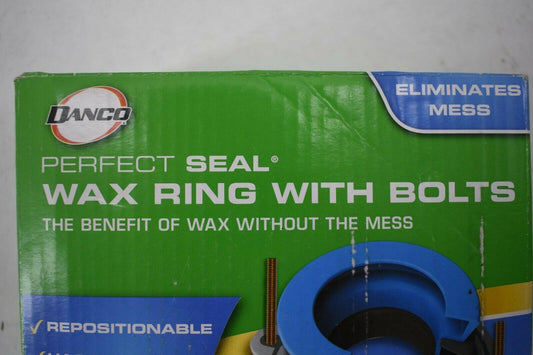 DANCO
ELIMINATES
MESS
PERFECT SEAL®
WAX RING WITH BOLTS
THE BENEFIT OF WAX WITHOUT THE MESS
✓ REPOSITIONABLE